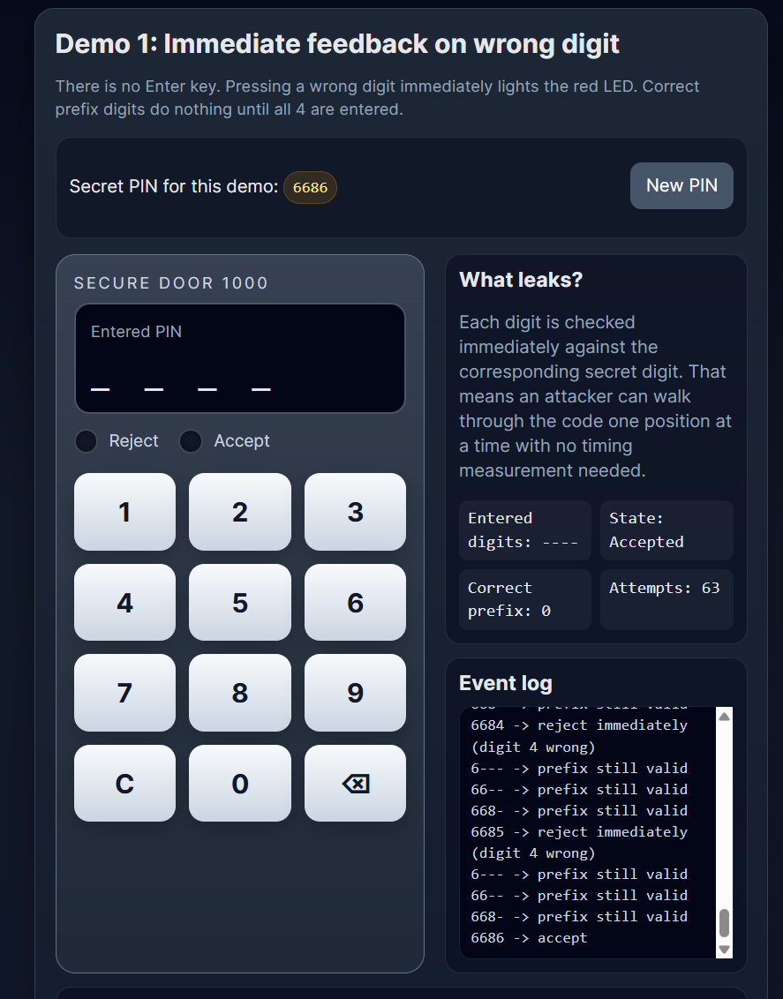 Demo 1: Immediate feedback on wrong digit
There is no Enter key. Pressing a wrong digit immediately lights the red LED. Correct
prefix digits do nothing until all 4 are entered.
Secret PIN for this demo: 6686
New PIN
SECURE DOOR 1000
Entered PIN
_ _ _ _
Reject Accept
1 2 3
4 5 6
7 8 9
C 0 ⌫
What leaks?
Each digit is checked
immediately against the
corresponding secret digit. That
means an attacker can walk
through the code one position at
a time with no timing
measurement needed.
Entered
digits: ----
State:
Accepted
Correct
prefix: 0
Attempts: 63
Event log
668- -> prefix still valid
6684 -> reject immediately
(digit 4 wrong)
6--- -> prefix still valid
66-- -> prefix still valid
668- -> prefix still valid
6685 -> reject immediately
(digit 4 wrong)
6--- -> prefix still valid
66-- -> prefix still valid
668- -> prefix still valid
6686 -> accept